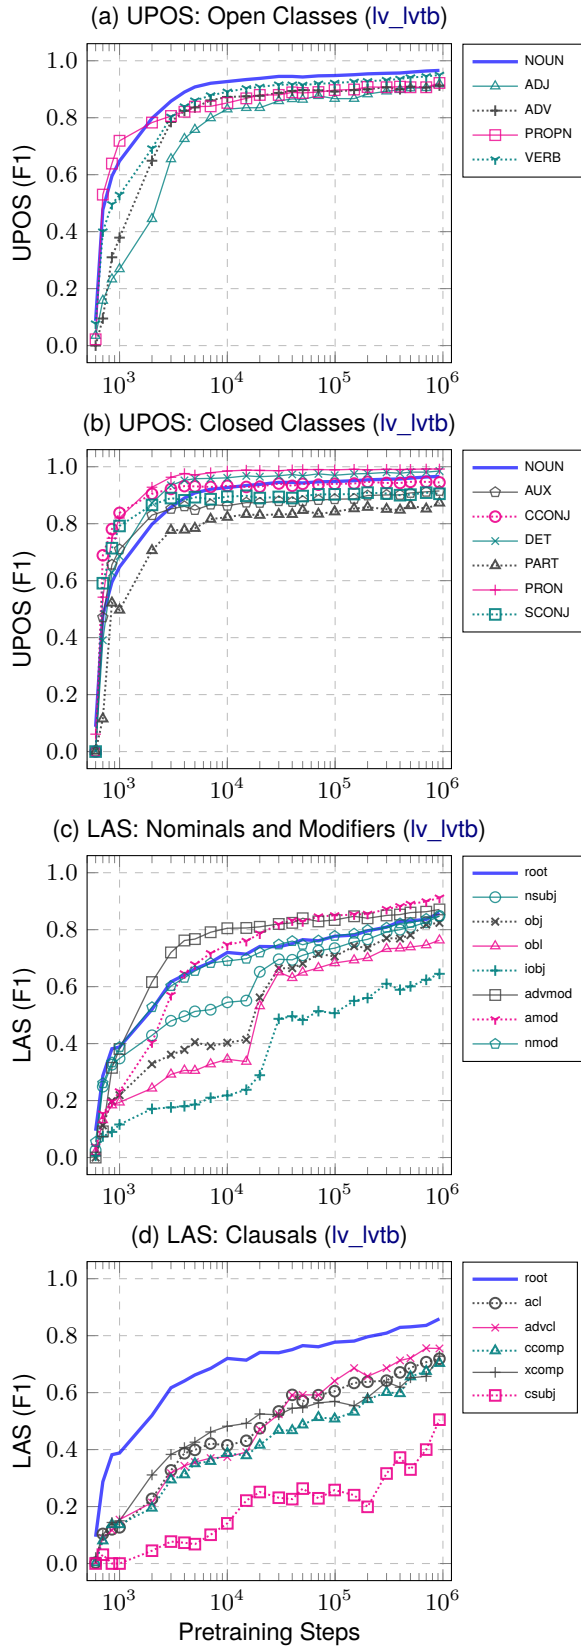 (a) UPOS: Open Classes (lv_lvtb)
1.0
0.8
0.6
0.4
0.2
0.0
UPOS (F1)
10^3
10^4
10^5
10^6
NOUN
ADJ
ADV
PROPN
VERB
(b) UPOS: Closed Classes (lv_lvtb)
1.0
0.8
0.6
0.4
0.2
0.0
UPOS (F1)
10^3
10^4
10^5
10^6
NOUN
AUX
CCONJ
DET
PART
PRON
SCONJ
(c) LAS: Nominals and Modifiers (lv_lvtb)
1.0
0.8
0.6
0.4
0.2
0.0
LAS (F1)
10^3
10^4
10^5
10^6
root
nsubj
obj
obl
iobj
advmod
amod
nmod
(d) LAS: Clausals (lv_lvtb)
1.0
0.8
0.6
0.4
0.2
0.0
LAS (F1)
10^3
10^4
10^5
10^6
Pretraining Steps
root
acl
advcl
ccomp
xcomp
csubj